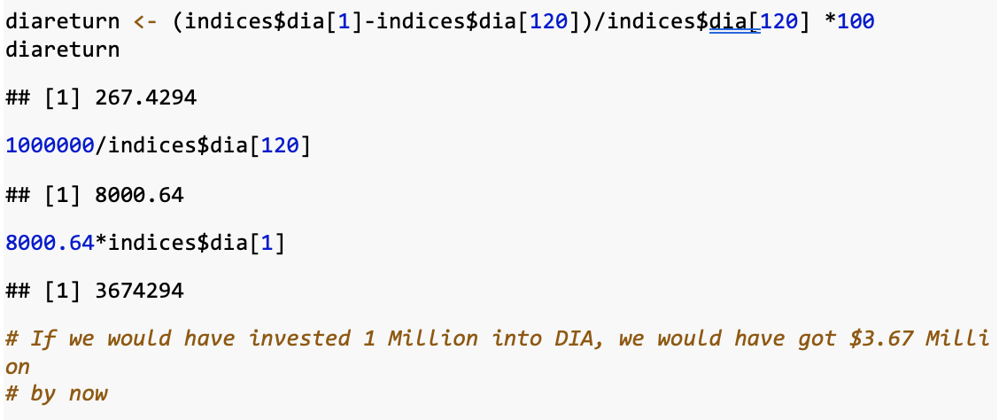 diareturn <- (indices$dia[1]-indices$dia[120])/indices$dia[120] *100
diareturn
## [1] 267.4294
1000000/indices$dia[120]
## [1] 8000.64
8000.64*indices$dia[1]
## [1] 3674294
# If we would have invested 1 Million into DIA, we would have got $3.67 Milli
on
# by now